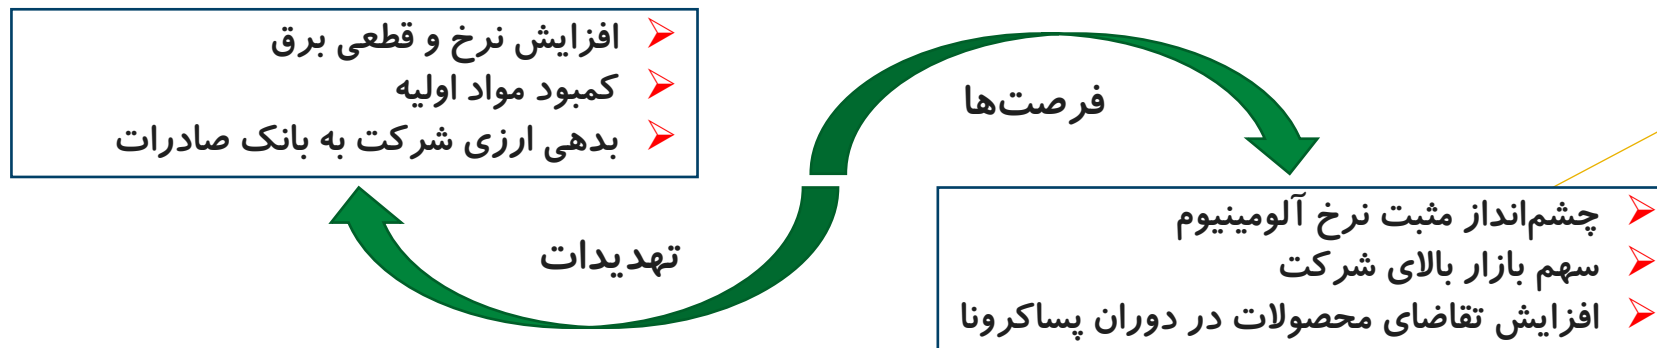 افزایش نرخ و قطعی برق
کمبود مواد اولیه
بدهی ارزی شرکت به بانک صادرات
فرصت‌ها
تهدیدات
چشم‌انداز مثبت نرخ آلومینیوم
سهم بازار بالای شرکت
افزایش تقاضای محصولات در دوران پساکرونا